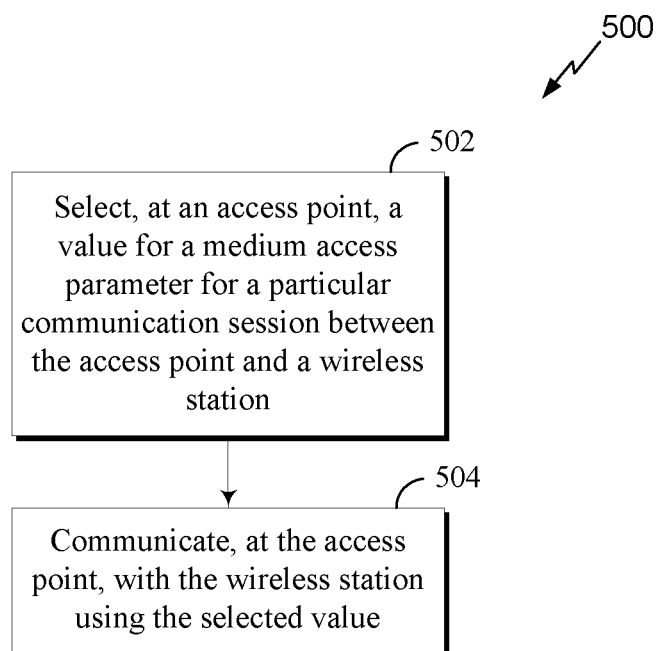 500
502
Select, at an access point, a
value for a medium access
parameter for a particular
communication session between
the access point and a wireless
station
504
Communicate, at the access
point, with the wireless station
using the selected value